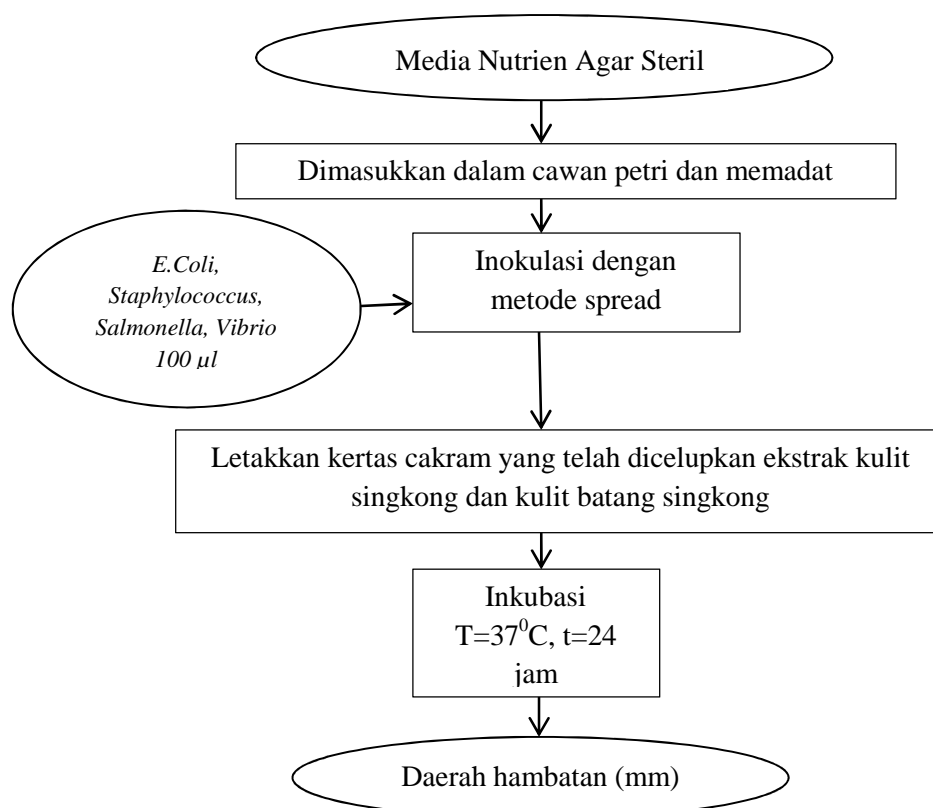 Media Nutrien Agar Steril
Dimasukkan dalam cawan petri dan memadat
E.Coli,
Staphylococcus,
Salmonella, Vibrio
100 µl
Inokulasi dengan
metode spread
Letakkan kertas cakram yang telah dicelupkan ekstrak kulit
singkong dan kulit batang singkong
Inkubasi
T=37⁰C, t=24
jam
Daerah hambatan (mm)